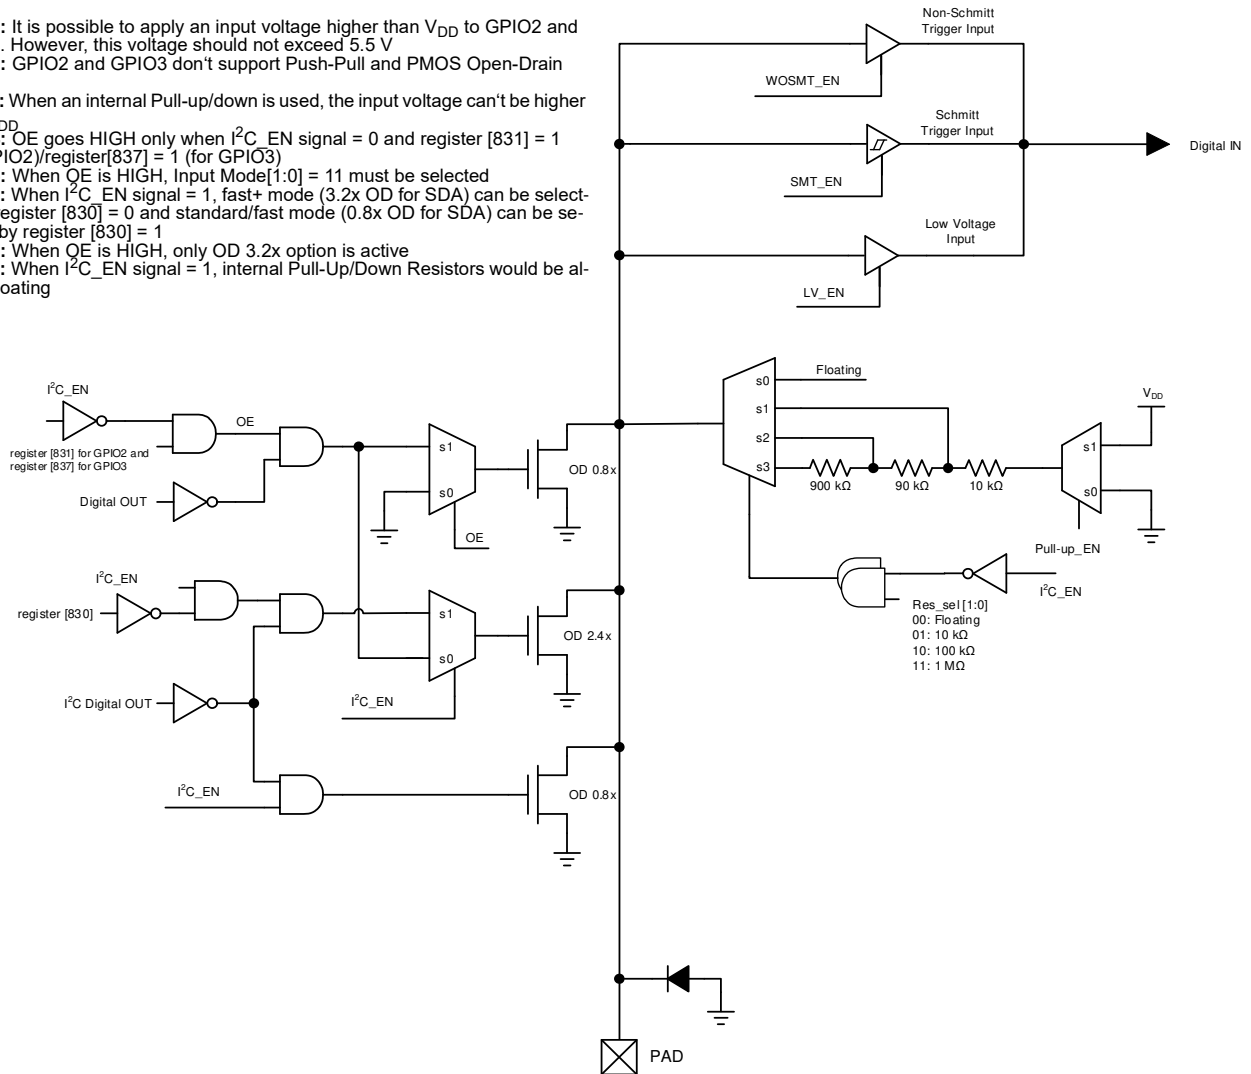 : It is possible to apply an input voltage higher than VDD to GPIO2 and
. However, this voltage should not exceed 5.5 V
: GPIO2 and GPIO3 don‘t support Push-Pull and PMOS Open-Drain
: When an internal Pull-up/down is used, the input voltage can‘t be higher
DD
: OE goes HIGH only when I²C_EN signal = 0 and register [831] = 1
PIO2)/register[837] = 1 (for GPIO3)
: When OE is HIGH, Input Mode[1:0] = 11 must be selected
: When I²C_EN signal = 1, fast+ mode (3.2x OD for SDA) can be select-
register [830] = 0 and standard/fast mode (0.8x OD for SDA) can be se-
by register [830] = 1
: When OE is HIGH, only OD 3.2x option is active
: When I²C_EN signal = 1, internal Pull-Up/Down Resistors would be al-
oating
Non-Schmitt
Trigger Input
WOSMT_EN
Schmitt
Trigger Input
SMT_EN
Digital IN
Low Voltage
Input
LV_EN
I²C_EN
OE
register [831] for GPIO2 and
register [837] for GPIO3
Digital OUT
s1
s0
OE
OD 0.8x
s0
s1
s2
s3
Floating
900 kΩ
90 kΩ
10 kΩ
VDD
s1
s0
Pull-up_EN
I²C_EN
Res_sel [1:0]
00: Floating
01: 10 kΩ
10: 100 kΩ
11: 1 MΩ
I²C_EN
register [830]
I²C Digital OUT
s1
s0
I²C_EN
OD 2.4x
I²C_EN
OD 0.8x
PAD